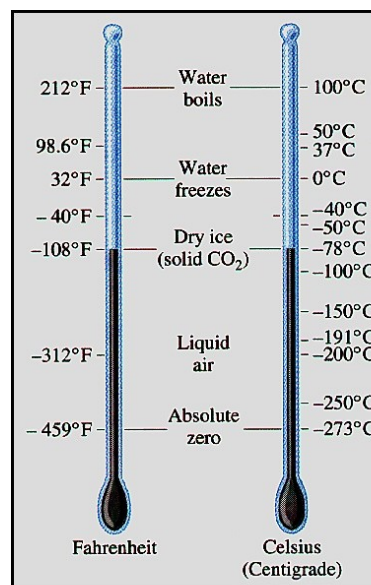 212°F
Water
boils
100°C
50°C
98.6°F
37°C
32°F
Water
freezes
0°C
– 40°F
–40°C
–50°C
–108°F
Dry ice
(solid CO₂)
–78°C
–100°C
–150°C
–191°C
–312°F
Liquid
air
–200°C
–250°C
– 459°F
Absolute
zero
–273°C
Fahrenheit
Celsius
(Centigrade)